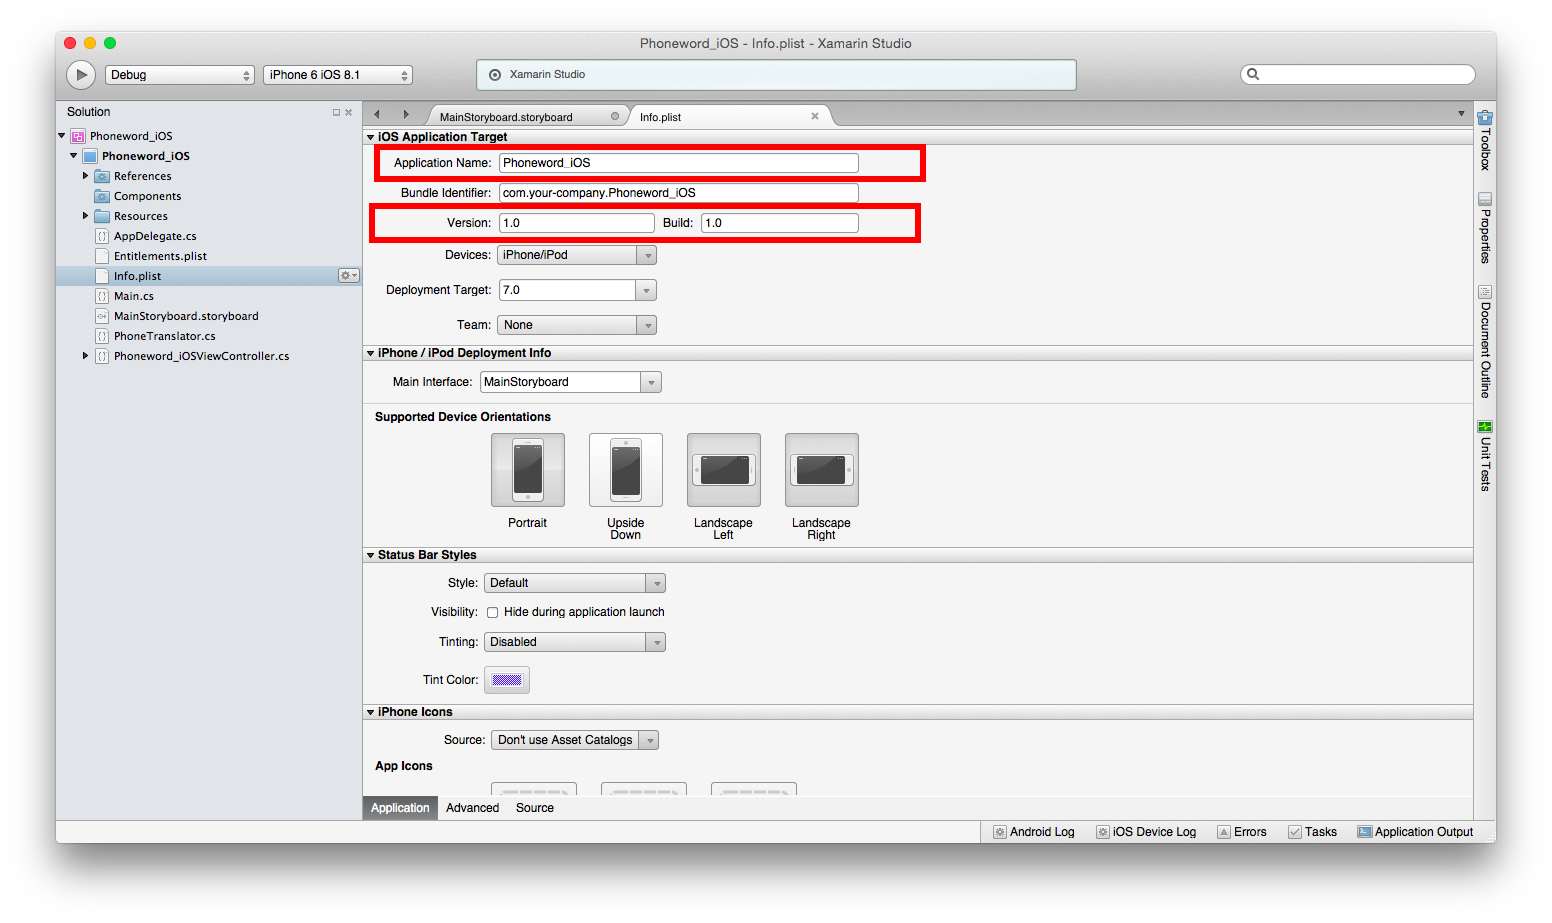 Phoneword_iOS - Info.plist - Xamarin Studio
Debug
iPhone 6 iOS 8.1
Xamarin Studio
Solution
Phoneword_iOS
Phoneword_iOS
References
Components
Resources
AppDelegate.cs
Entitlements.plist
Info.plist
Main.cs
MainStoryboard.storyboard
PhoneTranslator.cs
Phoneword_iOSViewController.cs
MainStoryboard.storyboard
Info.plist
iOS Application Target
Application Name: Phoneword_iOS
Bundle Identifier: com.your-company.Phoneword_iOS
Version: 1.0 Build: 1.0
Devices: iPhone/iPod
Deployment Target: 7.0
Team: None
iPhone / iPod Deployment Info
Main Interface: MainStoryboard
Supported Device Orientations
Portrait
Upside
Down
Landscape
Left
Landscape
Right
Status Bar Styles
Style: Default
Visibility: Hide during application launch
Tinting: Disabled
Tint Color:
iPhone Icons
Source: Don't use Asset Catalogs
App Icons
Application Advanced Source
Toolbox
Properties
Document Outline
Unit Tests
Android Log iOS Device Log Errors Tasks Application Output